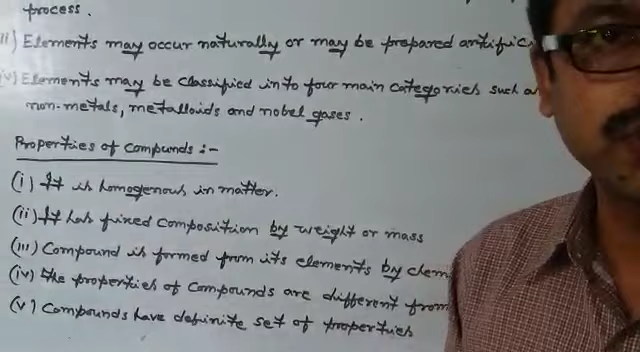 process.
ii) Elements may occur naturally or may be prepared artific
iv) Elements may be classified into four main categories such a
non-metals, metalloids and nobel gases.
Properties of compunds :-
(i) It is homogenous in matter.
(ii) It has fixed composition by weight or mass
(iii) Compound is formed from its elements by chem
(iv) The properties of compounds are different from
(v) Compounds have definite set of properties